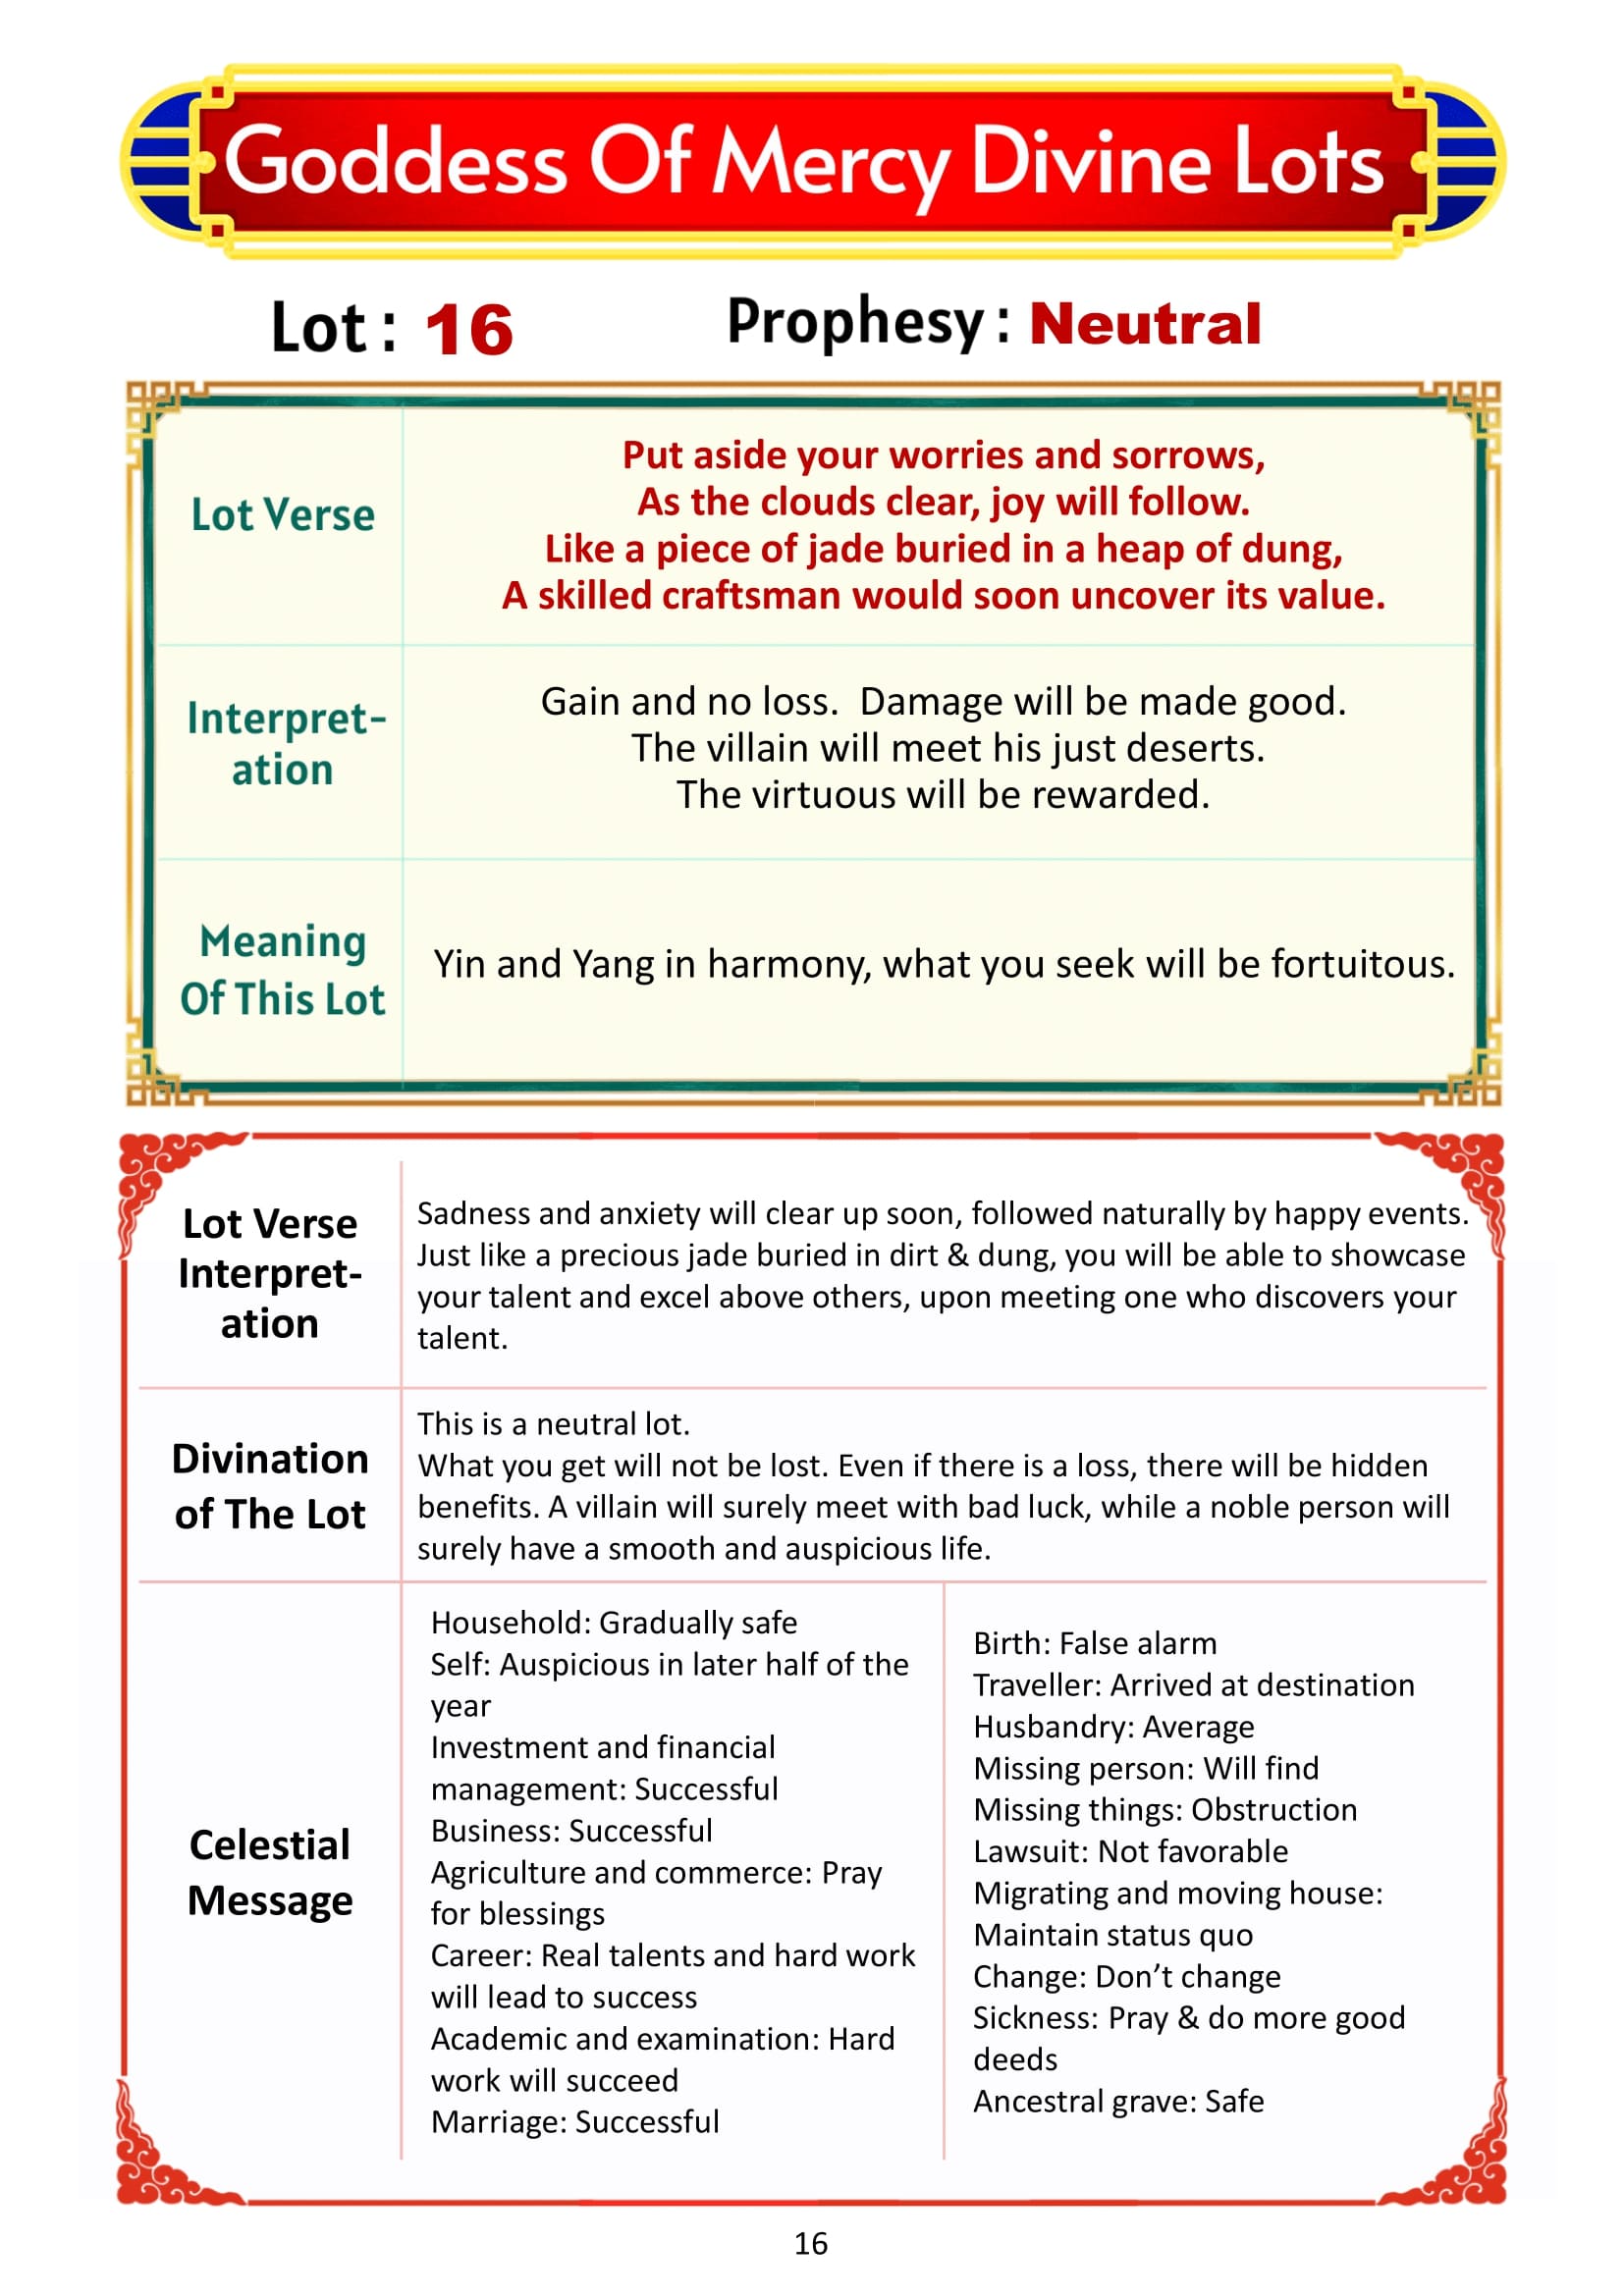 Goddess Of Mercy Divine Lots
Lot : 16
Prophesy : Neutral
Lot Verse
Put aside your worries and sorrows,
As the clouds clear, joy will follow.
Like a piece of jade buried in a heap of dung,
A skilled craftsman would soon uncover its value.
Interpret-
ation
Gain and no loss.  Damage will be made good.
The villain will meet his just deserts.
The virtuous will be rewarded.
Meaning
Of This Lot
Yin and Yang in harmony, what you seek will be fortuitous.
Lot Verse
Interpret-
ation
Sadness and anxiety will clear up soon, followed naturally by happy events.
Just like a precious jade buried in dirt & dung, you will be able to showcase
your talent and excel above others, upon meeting one who discovers your
talent.
Divination
of The Lot
This is a neutral lot.
What you get will not be lost. Even if there is a loss, there will be hidden
benefits. A villain will surely meet with bad luck, while a noble person will
surely have a smooth and auspicious life.
Celestial
Message
Household: Gradually safe
Self: Auspicious in later half of the
year
Investment and financial
management: Successful
Business: Successful
Agriculture and commerce: Pray
for blessings
Career: Real talents and hard work
will lead to success
Academic and examination: Hard
work will succeed
Marriage: Successful
Birth: False alarm
Traveller: Arrived at destination
Husbandry: Average
Missing person: Will find
Missing things: Obstruction
Lawsuit: Not favorable
Migrating and moving house:
Maintain status quo
Change: Don’t change
Sickness: Pray & do more good
deeds
Ancestral grave: Safe
16